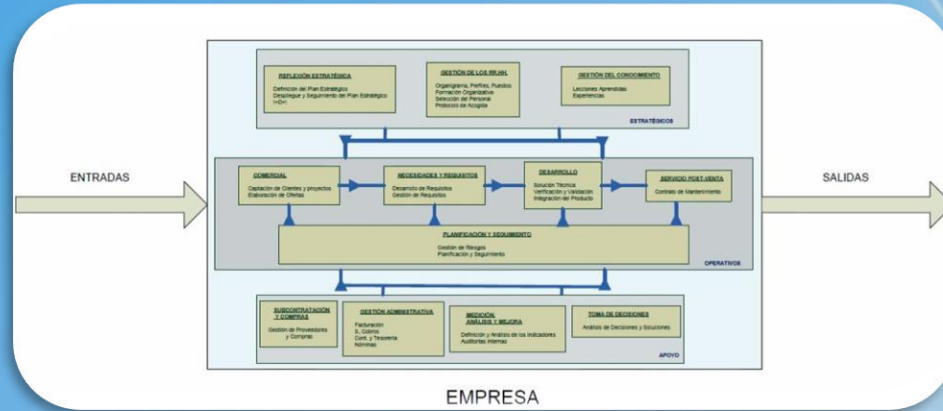 REFLEXIÓN ESTRATÉGICA
Definición del Plan Estratégico
Despliegue y Seguimiento del Plan Estratégico
I+D+I
GESTIÓN DE LOS RR.HH.
Organigrama, Perfiles, Puestos
Formación Organizativa
Selección de Personal
Protocolo de Acogida
GESTIÓN DEL CONOCIMIENTO
Lecciones Aprendidas
Experiencias
ESTRATÉGICOS
ENTRADAS
COMERCIAL
Captación de Clientes y proyectos
Elaboración de Ofertas
NECESIDADES Y REQUISITOS
Desarrollo de Requisitos
Gestión de Requisitos
DESARROLLO
Solución Técnica
Verificación y Validación
Integración del Producto
SERVICIO POST-VENTA
Contrato de Mantenimiento
SALIDAS
PLANIFICACIÓN Y SEGUIMIENTO
Gestión de Riesgos
Planificación y Seguimiento
OPERATIVOS
SUBCONTRATACIÓN
Y COMPRAS
Gestión de Proveedores
y Compras
GESTIÓN ADMINISTRATIVA
Facturación
Cobros
Cont. y Tesorería
Nóminas
MEDICIÓN,
ANÁLISIS Y MEJORA
Definición y Análisis de los Indicadores
Auditorías Internas
TOMA DE DECISIONES
Análisis de Decisiones y Soluciones
APOYO
EMPRESA